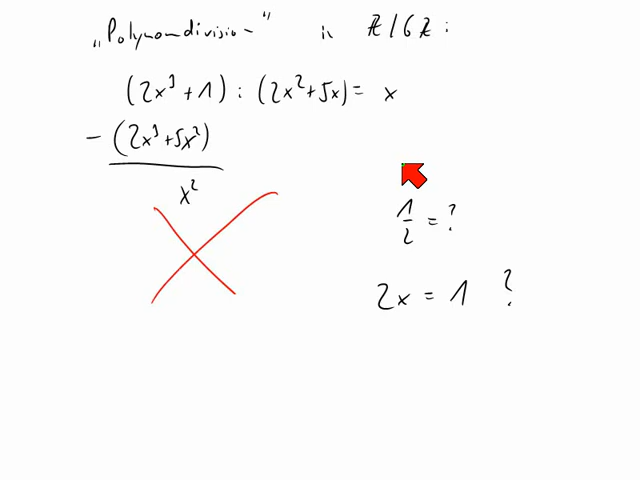 „Polynomdivision" in ℤ/6ℤ:
(2x³+1) : (2x²+5x) = x
- (2x³+5x²)
x²
1/2 = ?
2x = 1 ?